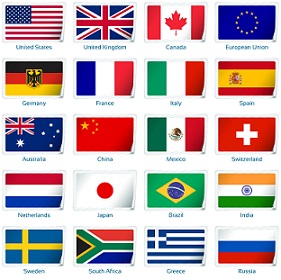 United States
United Kingdom
Canada
European Union
Germany
France
Italy
Spain
Australia
China
Mexico
Switzerland
Netherlands
Japan
Brazil
India
Sweden
South Africa
Greece
Russia